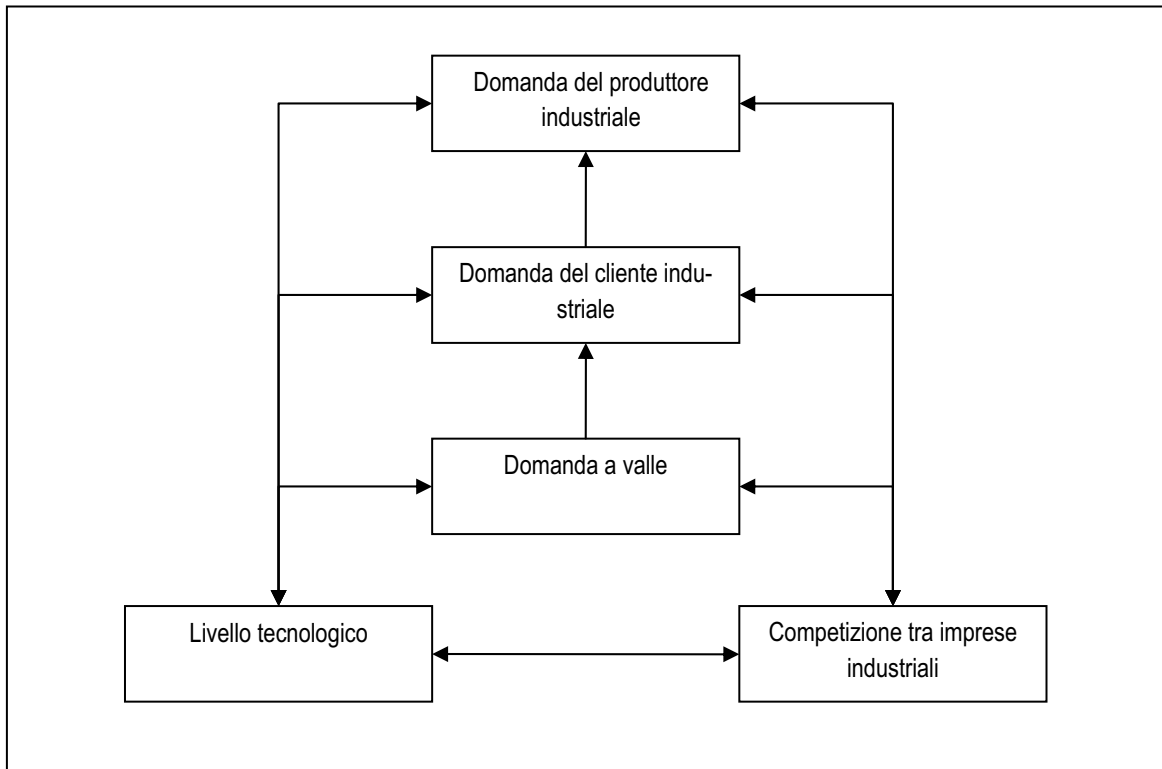 Domanda del produttore
industriale
Domanda del cliente indu-
striale
Domanda a valle
Livello tecnologico
Competizione tra imprese
industriali